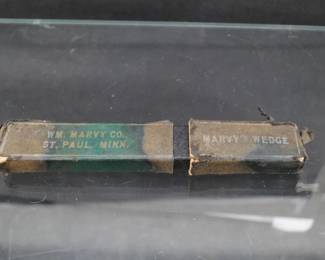 WM. MARVY CO.
ST. PAUL, MINN.
MARVY'S WEDGE